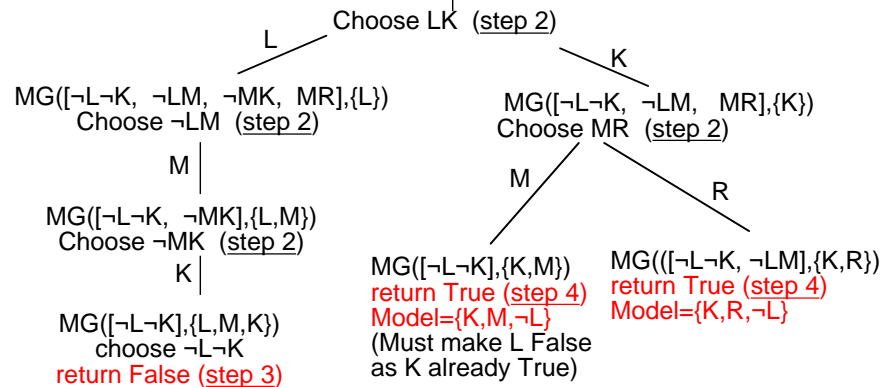 Choose LK (step 2)
L
K
MG([¬L¬K, ¬LM, ¬MK, MR],{L})
Choose ¬LM (step 2)
MG([¬L¬K, ¬LM, MR],{K})
Choose MR (step 2)
M
M
R
MG([¬L¬K, ¬MK],{L,M})
Choose ¬MK (step 2)
K
MG([¬L¬K],{K,M})
return True (step 4)
Model={K,M,¬L}
(Must make L False
as K already True)
MG(([¬L¬K, ¬LM],{K,R})
return True (step 4)
Model={K,R,¬L}
MG([¬L¬K],{L,M,K})
choose ¬L¬K
return False (step 3)